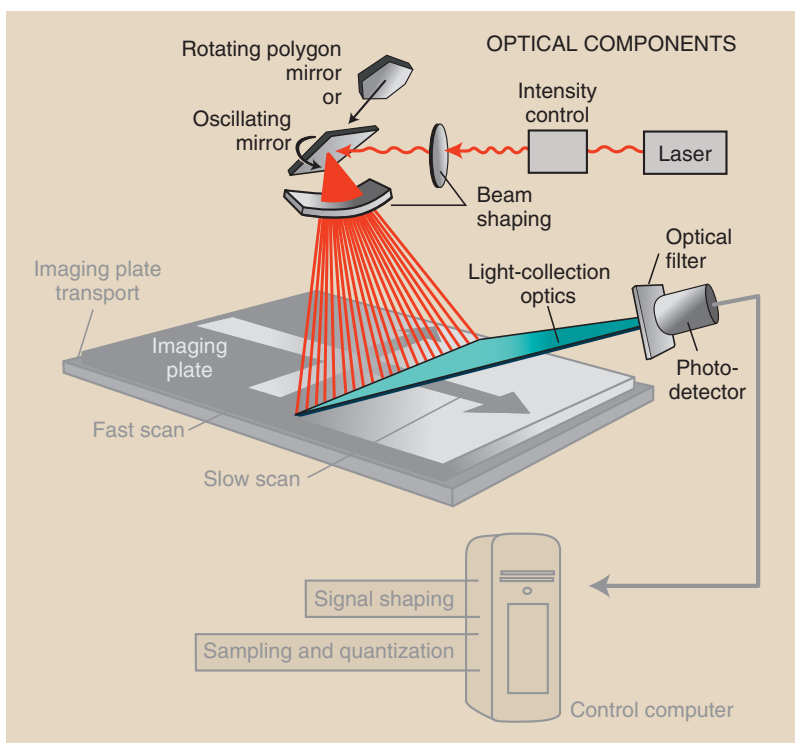 OPTICAL COMPONENTS
Rotating polygon
mirror
or
Oscillating
mirror
Intensity
control
Laser
Beam
shaping
Optical
filter
Light-collection
optics
Imaging plate
transport
Imaging
plate
Photo-
detector
Fast scan
Slow scan
Signal shaping
Sampling and quantization
Control computer